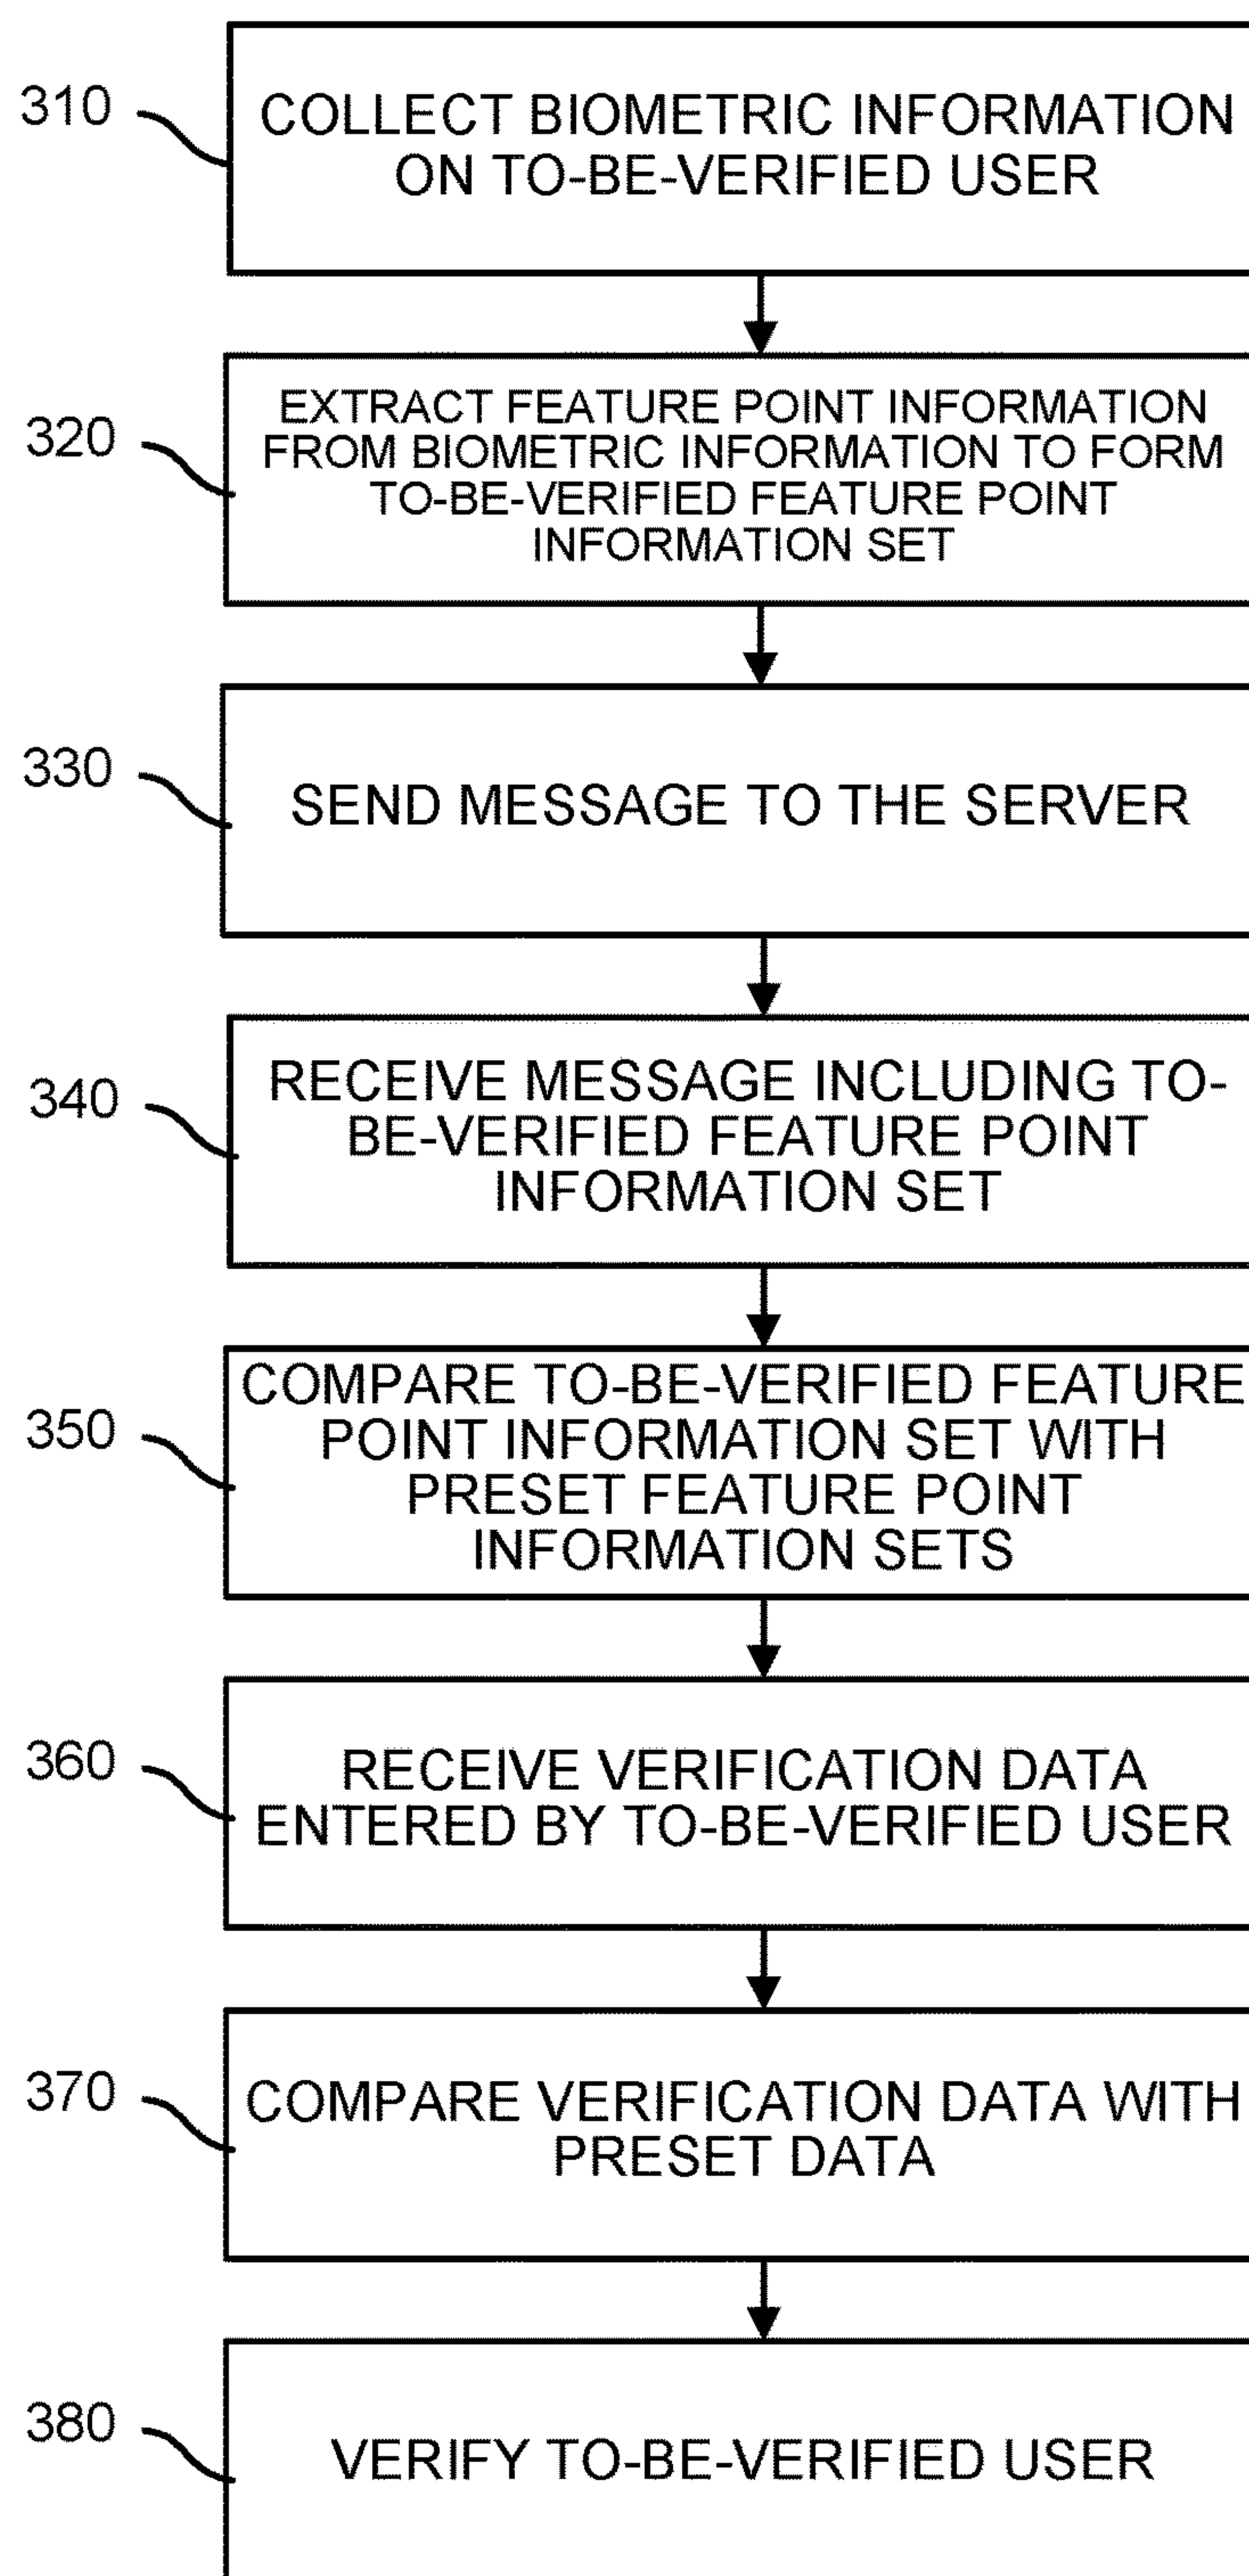 310
COLLECT BIOMETRIC INFORMATION
ON TO-BE-VERIFIED USER
320
EXTRACT FEATURE POINT INFORMATION
FROM BIOMETRIC INFORMATION TO FORM
TO-BE-VERIFIED FEATURE POINT
INFORMATION SET
330
SEND MESSAGE TO THE SERVER
340
RECEIVE MESSAGE INCLUDING TO-
BE-VERIFIED FEATURE POINT
INFORMATION SET
350
COMPARE TO-BE-VERIFIED FEATURE
POINT INFORMATION SET WITH
PRESET FEATURE POINT
INFORMATION SETS
360
RECEIVE VERIFICATION DATA
ENTERED BY TO-BE-VERIFIED USER
370
COMPARE VERIFICATION DATA WITH
PRESET DATA
380
VERIFY TO-BE-VERIFIED USER